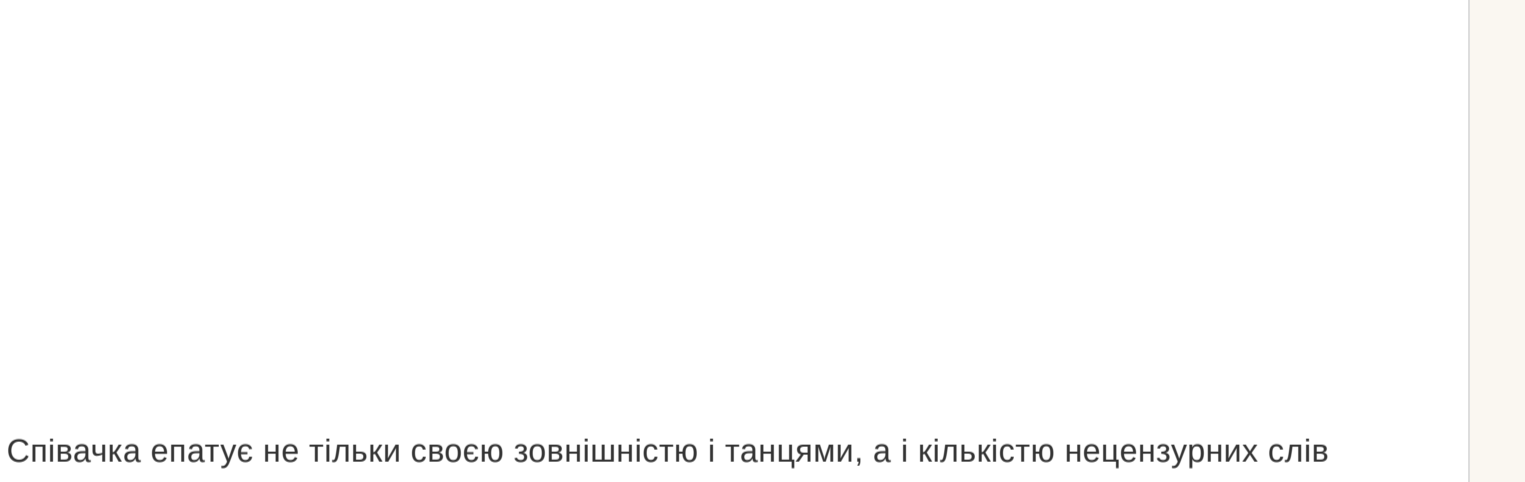 Співачка епатує не тільки своєю зовнішністю і танцями, а і кількістю нецензурних слів